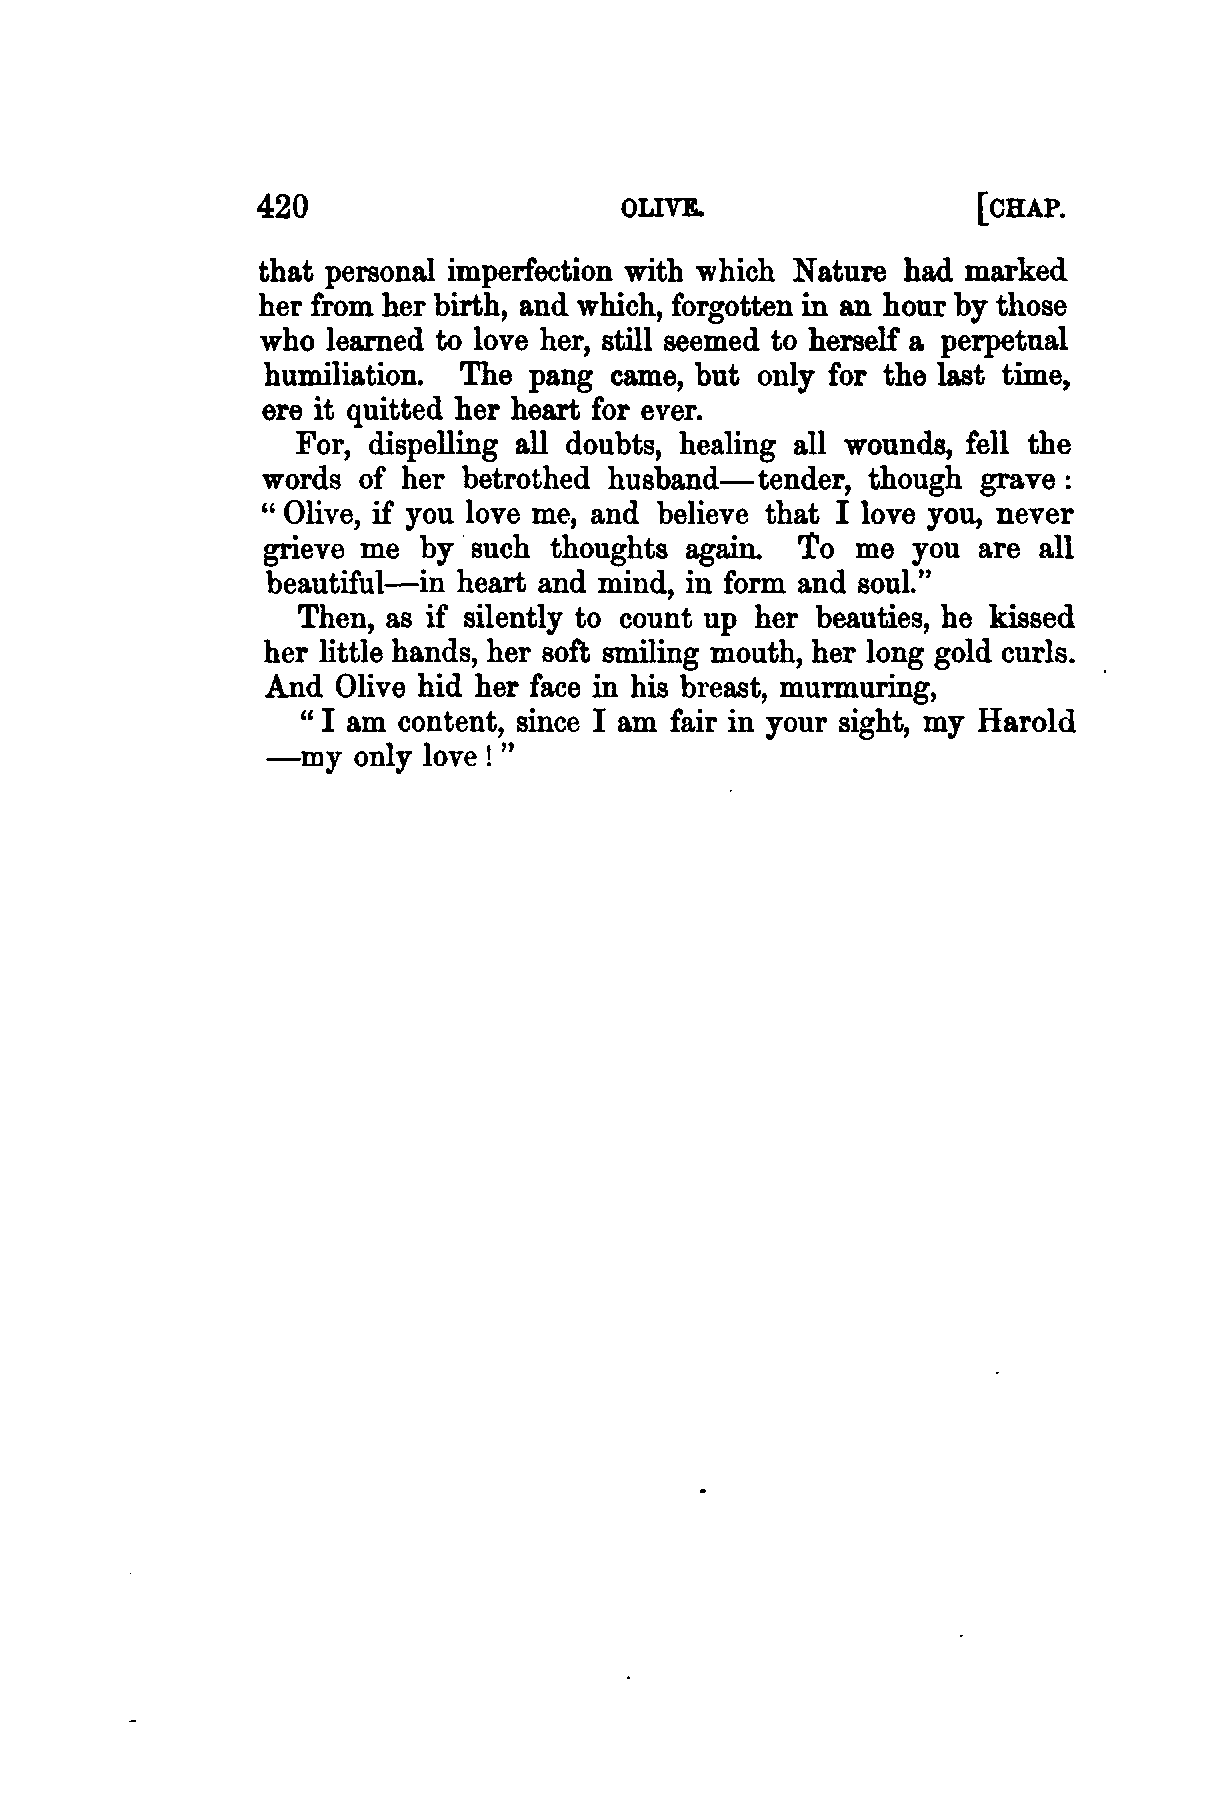 420 OLIVE. [CHAP.
that personal imperfection with which Nature had marked
her from her birth, and which, forgotten in an hour by those
who learned to love her, still seemed to herself a perpetual
humiliation. The pang came, but only for the last time,
ere it quitted her heart for ever.
For, dispelling all doubts, healing all wounds, fell the
words of her betrothed husband—tender, though grave :
“ Olive, if you love me, and believe that I love you, never
grieve me by such thoughts again. To me you are all
beautiful—in heart and mind, in form and soul.”
Then, as if silently to count up her beauties, he kissed
her little hands, her soft smiling mouth, her long gold curls.
And Olive hid her face in his breast, murmuring,
“ I am content, since I am fair in your sight, my Harold
—my only love ! ”